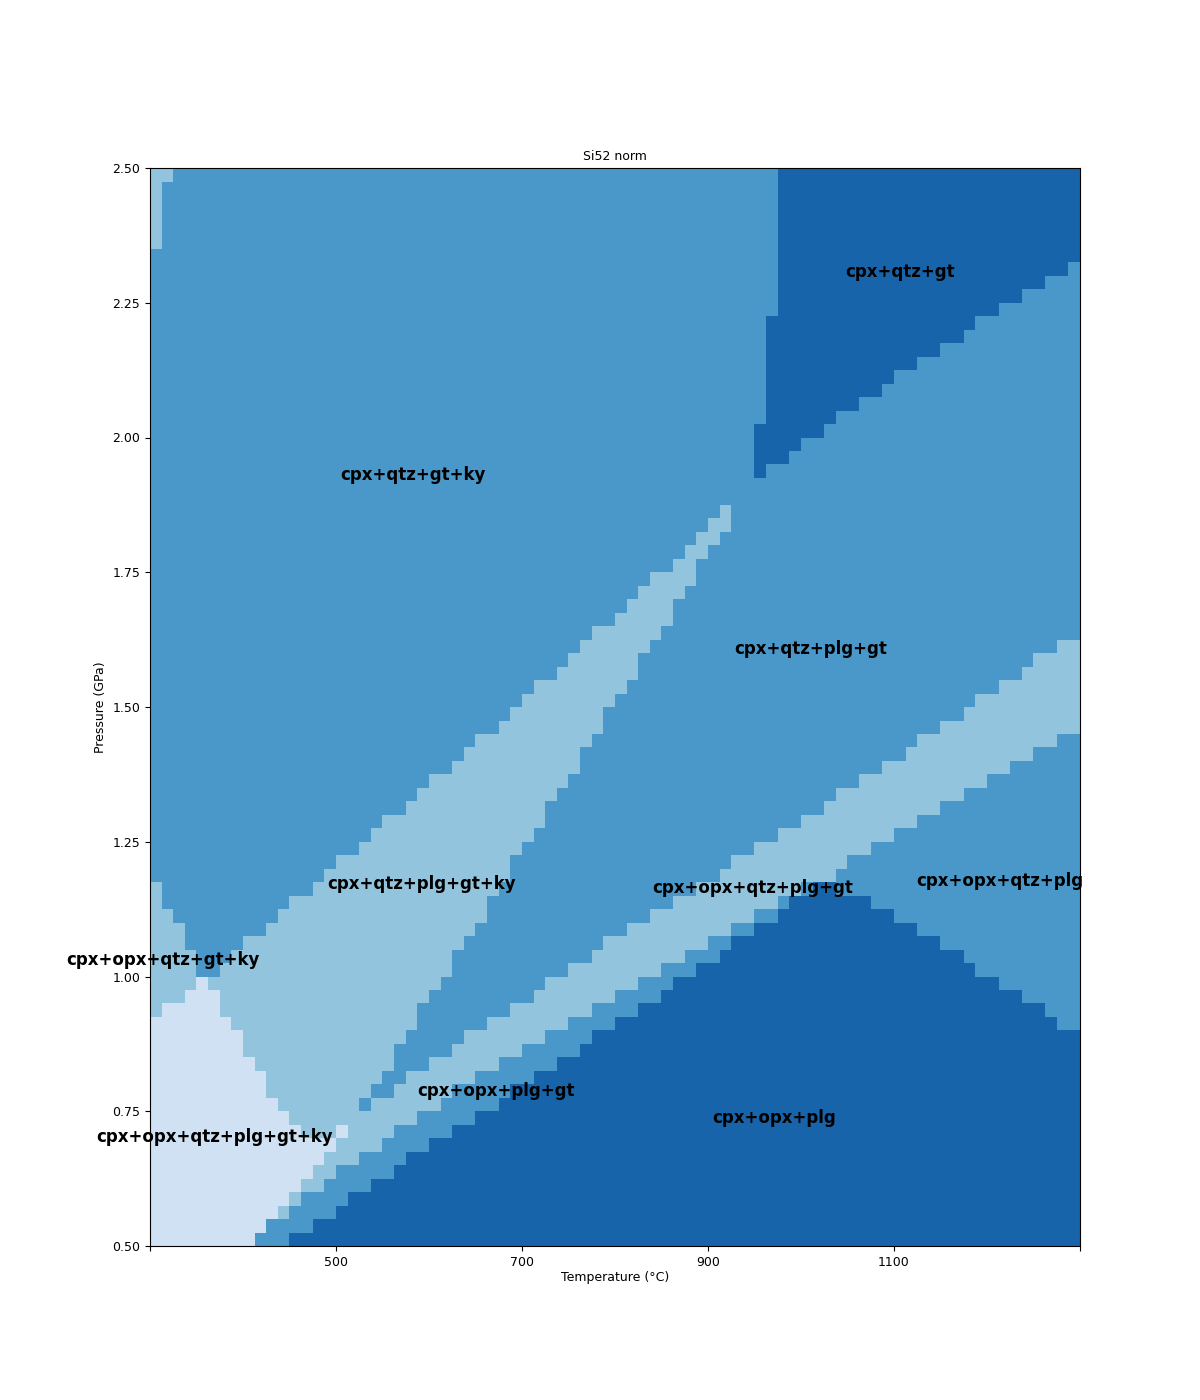 Si52 norm
2.50
cpx+qtz+gt
2.25
2.00
cpx+qtz+gt+ky
1.75
cpx+qtz+plg+gt
Pressure (GPa)
1.50
1.25
cpx+qtz+plg+gt+ky
cpx+opx+qtz+plg+gt
cpx+opx+qtz+plg
cpx+opx+qtz+gt+ky
1.00
cpx+opx+plg+gt
0.75
cpx+opx+plg
cpx+opx+qtz+plg+gt+ky
0.50
500
700
900
1100
Temperature (°C)